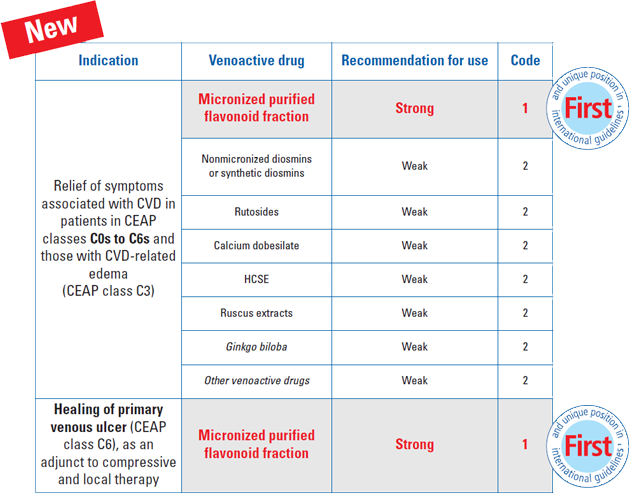 New
Indication
Venoactive drug
Recommendation for use
Code
Relief of symptoms
associated with CVD in
patients in CEAP
classes C0s to C6s and
those with CVD-related
edema
(CEAP class C3)
Micronized purified
flavonoid fraction
Strong
1
and unique position in
First
international guidelines*
Nonmicronized diosmins
or synthetic diosmins
Weak
2
Rutosides
Weak
2
Calcium dobesilate
Weak
2
HCSE
Weak
2
Ruscus extracts
Weak
2
Ginkgo biloba
Weak
2
Other venoactive drugs
Weak
2
Healing of primary
venous ulcer (CEAP
class C6), as an
adjunct to compressive
and local therapy
Micronized purified
flavonoid fraction
Strong
1
and unique position in
First
international guidelines*